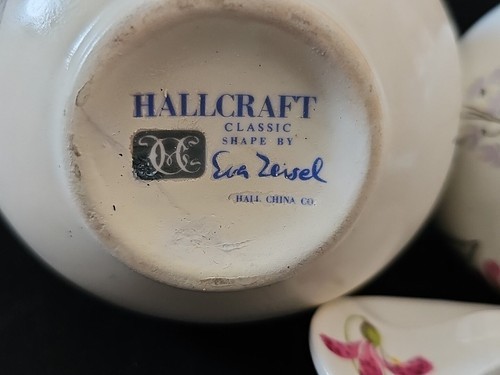 HALLCRAFT
CLASSIC
SHAPE BY
Eva Zeisel
HALL CHINA CO.